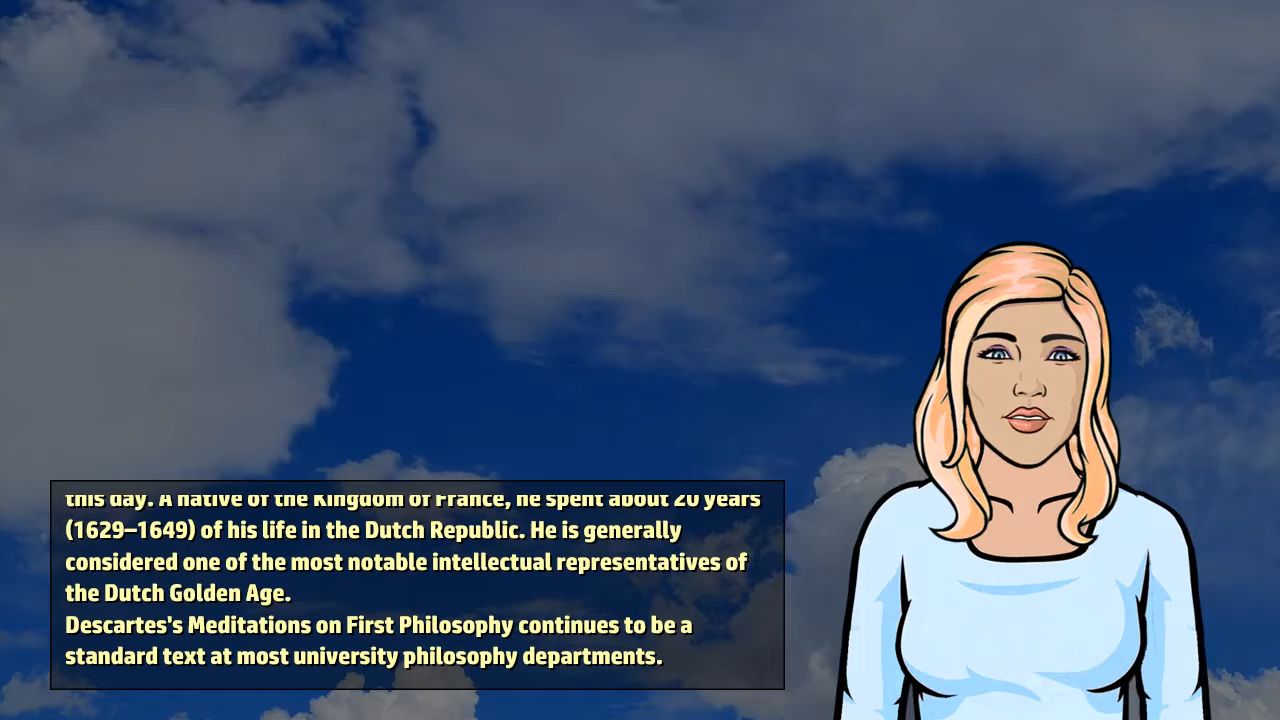 this day. A native of the Kingdom of France, he spent about 20 years
(1629–1649) of his life in the Dutch Republic. He is generally
considered one of the most notable intellectual representatives of
the Dutch Golden Age.
Descartes's Meditations on First Philosophy continues to be a
standard text at most university philosophy departments.